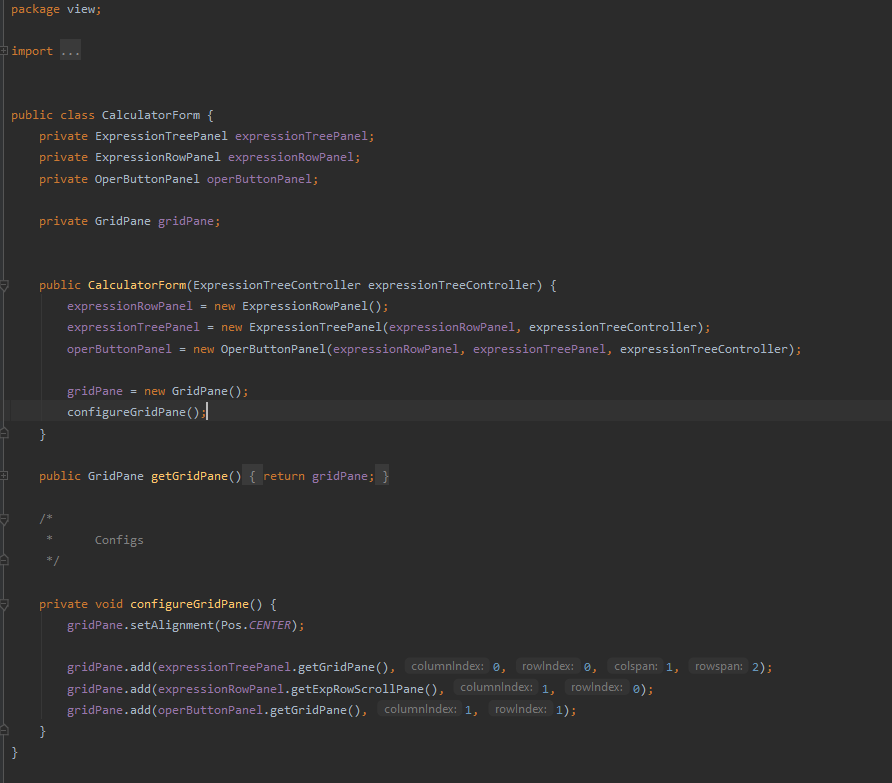 package view;
import ...
public class CalculatorForm {
    private ExpressionTreePanel expressionTreePanel;
    private ExpressionRowPanel expressionRowPanel;
    private OperButtonPanel operButtonPanel;
    private GridPane gridPane;
    public CalculatorForm(ExpressionTreeController expressionTreeController) {
        expressionRowPanel = new ExpressionRowPanel();
        expressionTreePanel = new ExpressionTreePanel(expressionRowPanel, expressionTreeController);
        operButtonPanel = new OperButtonPanel(expressionRowPanel, expressionTreePanel, expressionTreeController);
        gridPane = new GridPane();
        configureGridPane();
    }
    public GridPane getGridPane() { return gridPane; }
    /*
     *      Configs
     */
    private void configureGridPane() {
        gridPane.setAlignment(Pos.CENTER);
        gridPane.add(expressionTreePanel.getGridPane(), columnIndex: 0, rowIndex: 0, colspan: 1, rowspan: 2);
        gridPane.add(expressionRowPanel.getExpRowScrollPane(), columnIndex: 1, rowIndex: 0);
        gridPane.add(operButtonPanel.getGridPane(), columnIndex: 1, rowIndex: 1);
    }
}